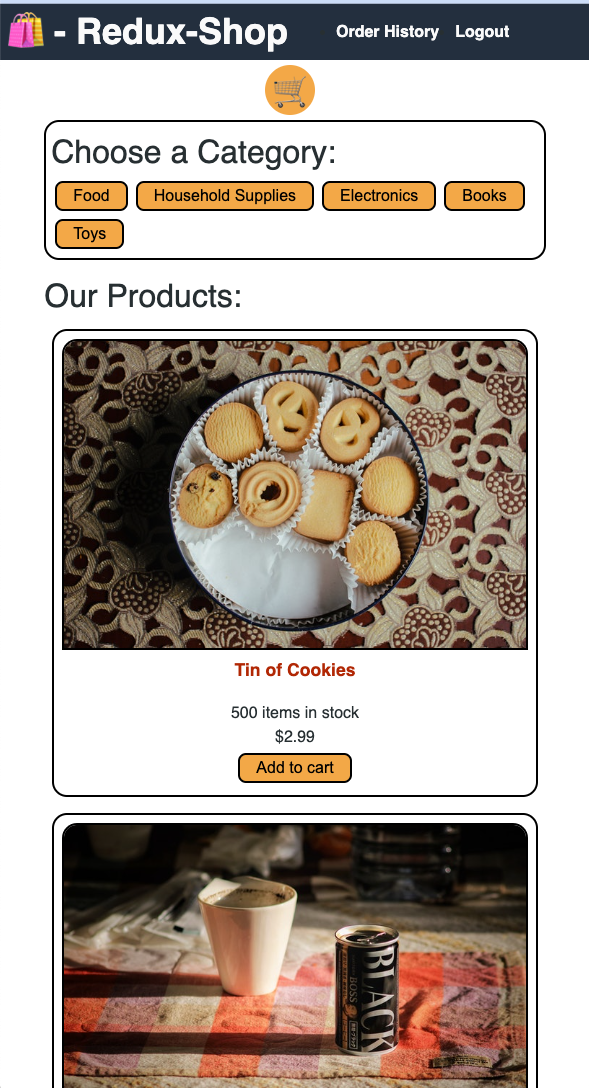 - Redux-Shop
Order History Logout
Choose a Category:
Food Household Supplies Electronics Books
Toys
Our Products:
Tin of Cookies
500 items in stock
$2.99
Add to cart
BLACK
BOSS